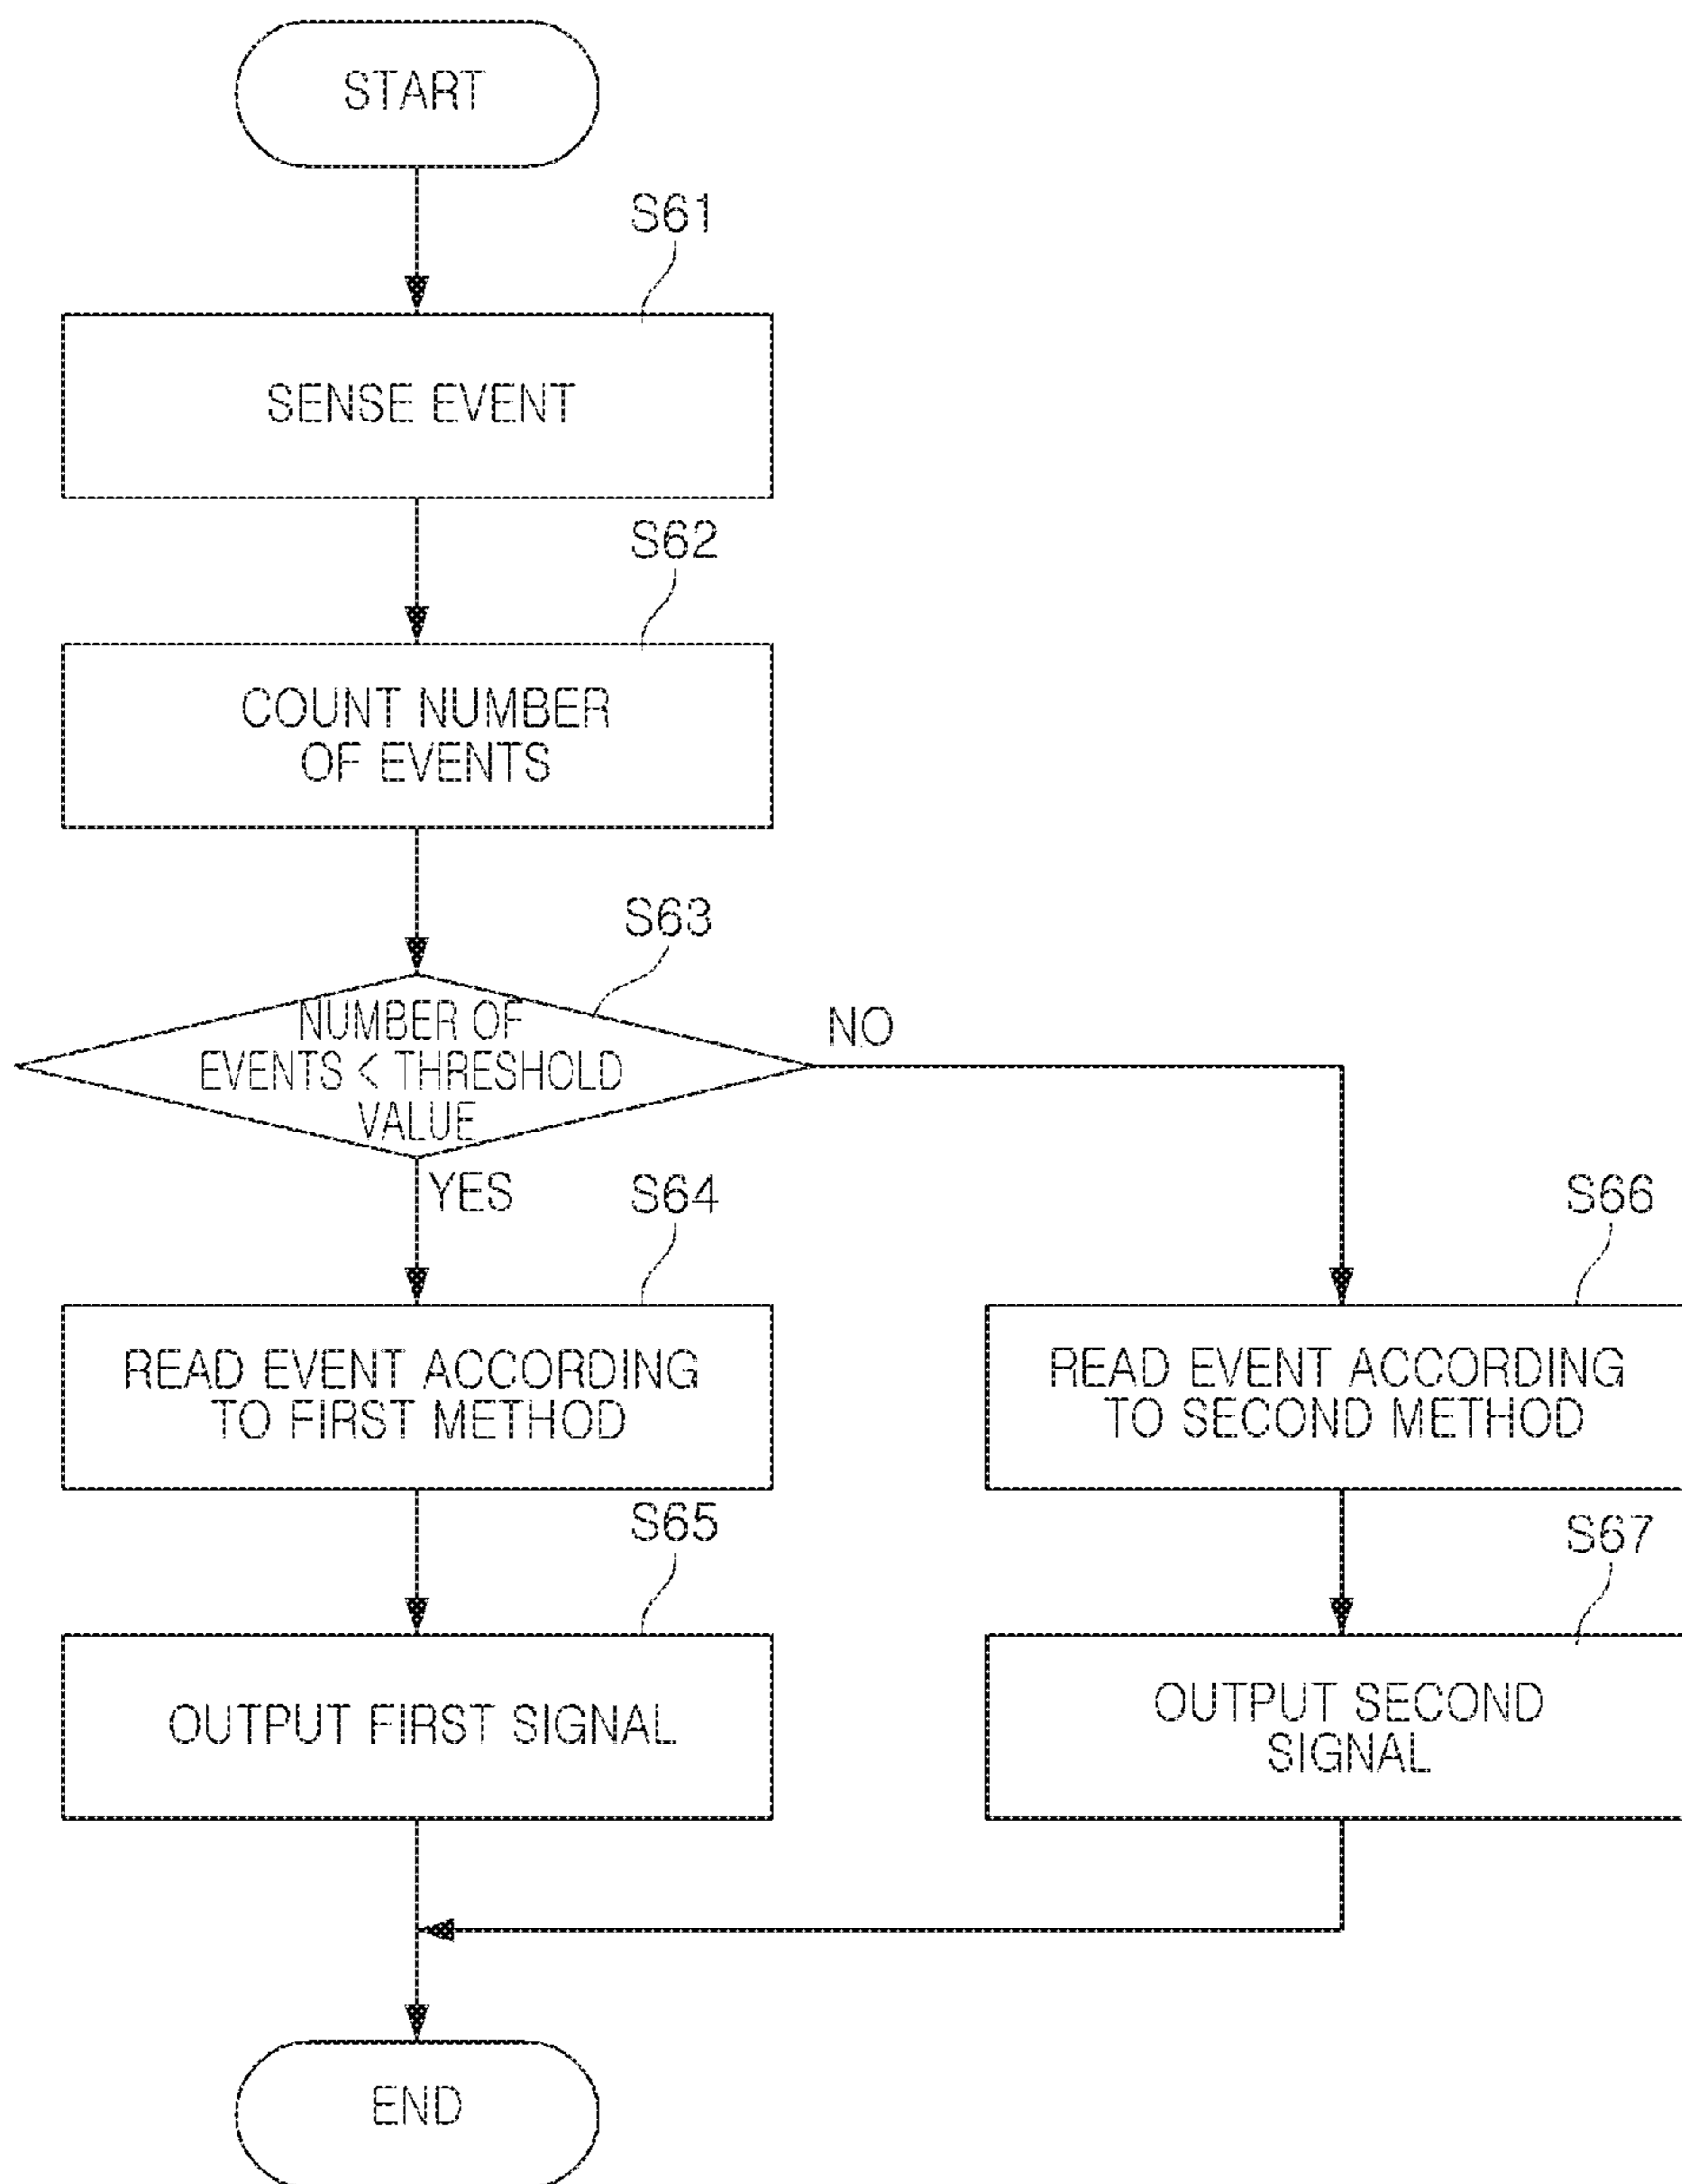 START
S61
SENSE EVENT
S62
COUNT NUMBER
OF EVENTS
S63
NUMBER OF
EVENTS < THRESHOLD
VALUE
NO
YES
S64
S66
READ EVENT ACCORDING
TO FIRST METHOD
READ EVENT ACCORDING
TO SECOND METHOD
S65
S67
OUTPUT FIRST SIGNAL
OUTPUT SECOND
SIGNAL
END